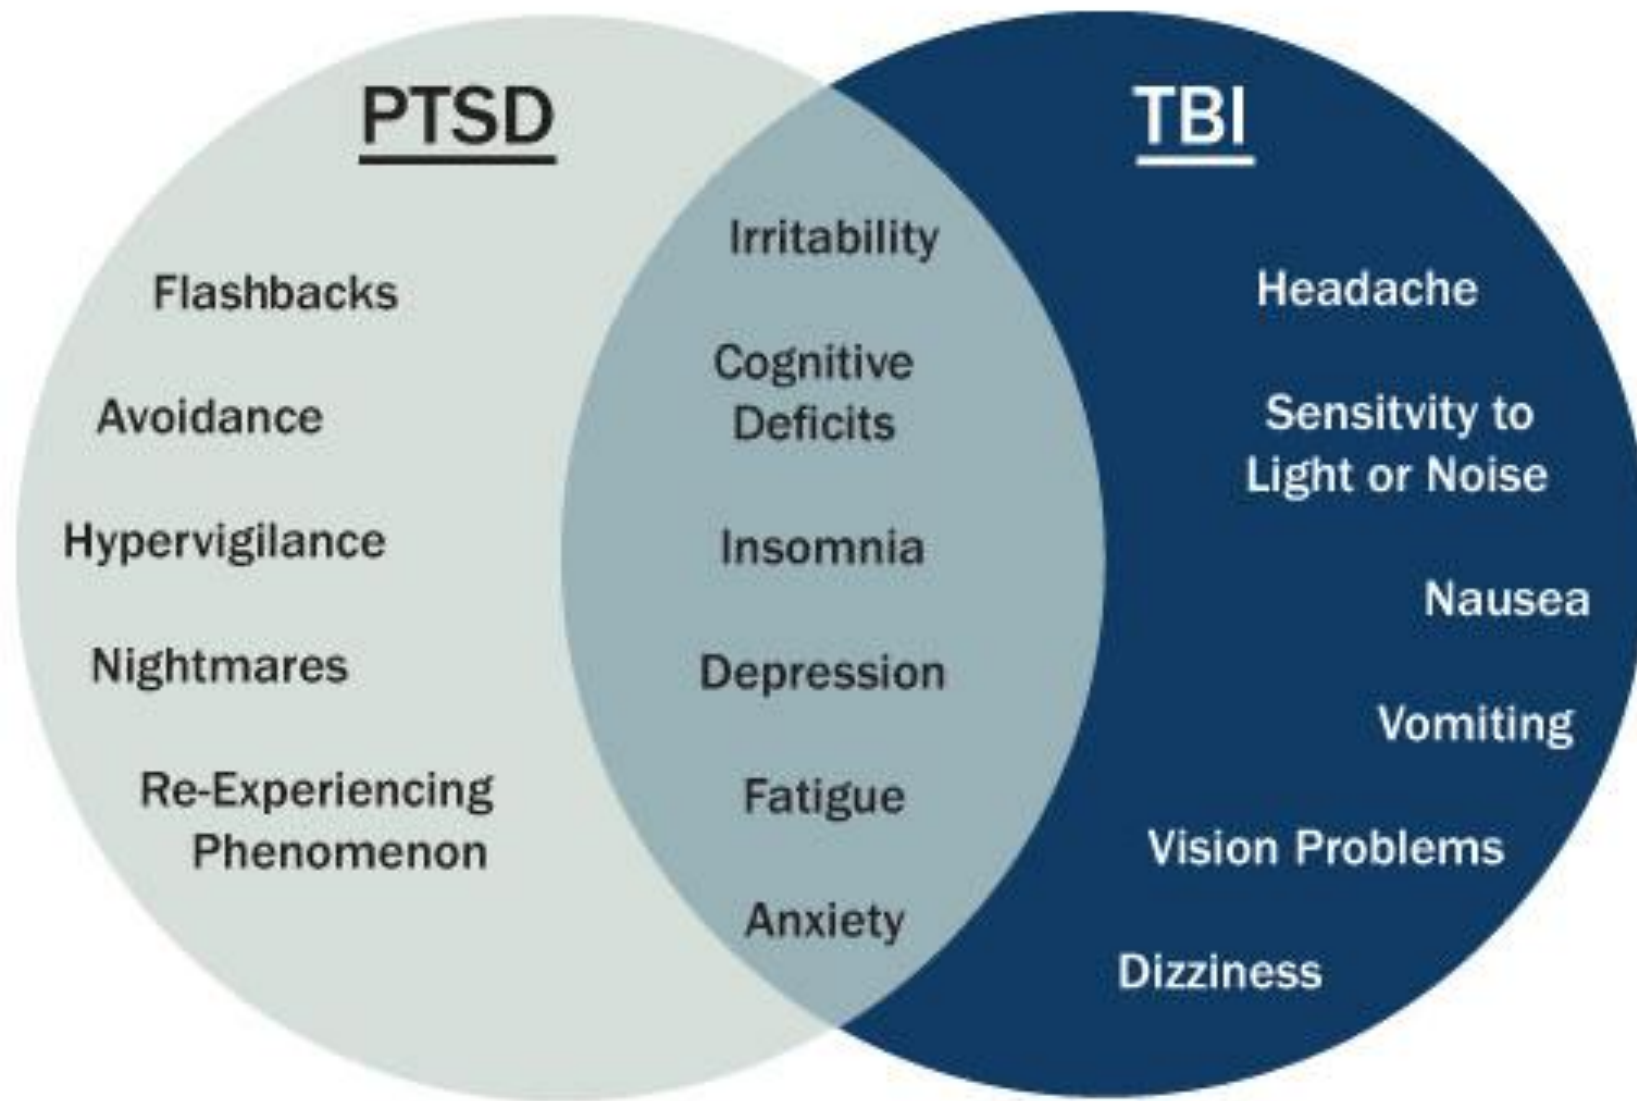 PTSD
Flashbacks
Avoidance
Hypervigilance
Nightmares
Re-Experiencing
Phenomenon
Irritability
Cognitive
Deficits
Insomnia
Depression
Fatigue
Anxiety
TBI
Headache
Sensitvity to
Light or Noise
Nausea
Vomiting
Vision Problems
Dizziness